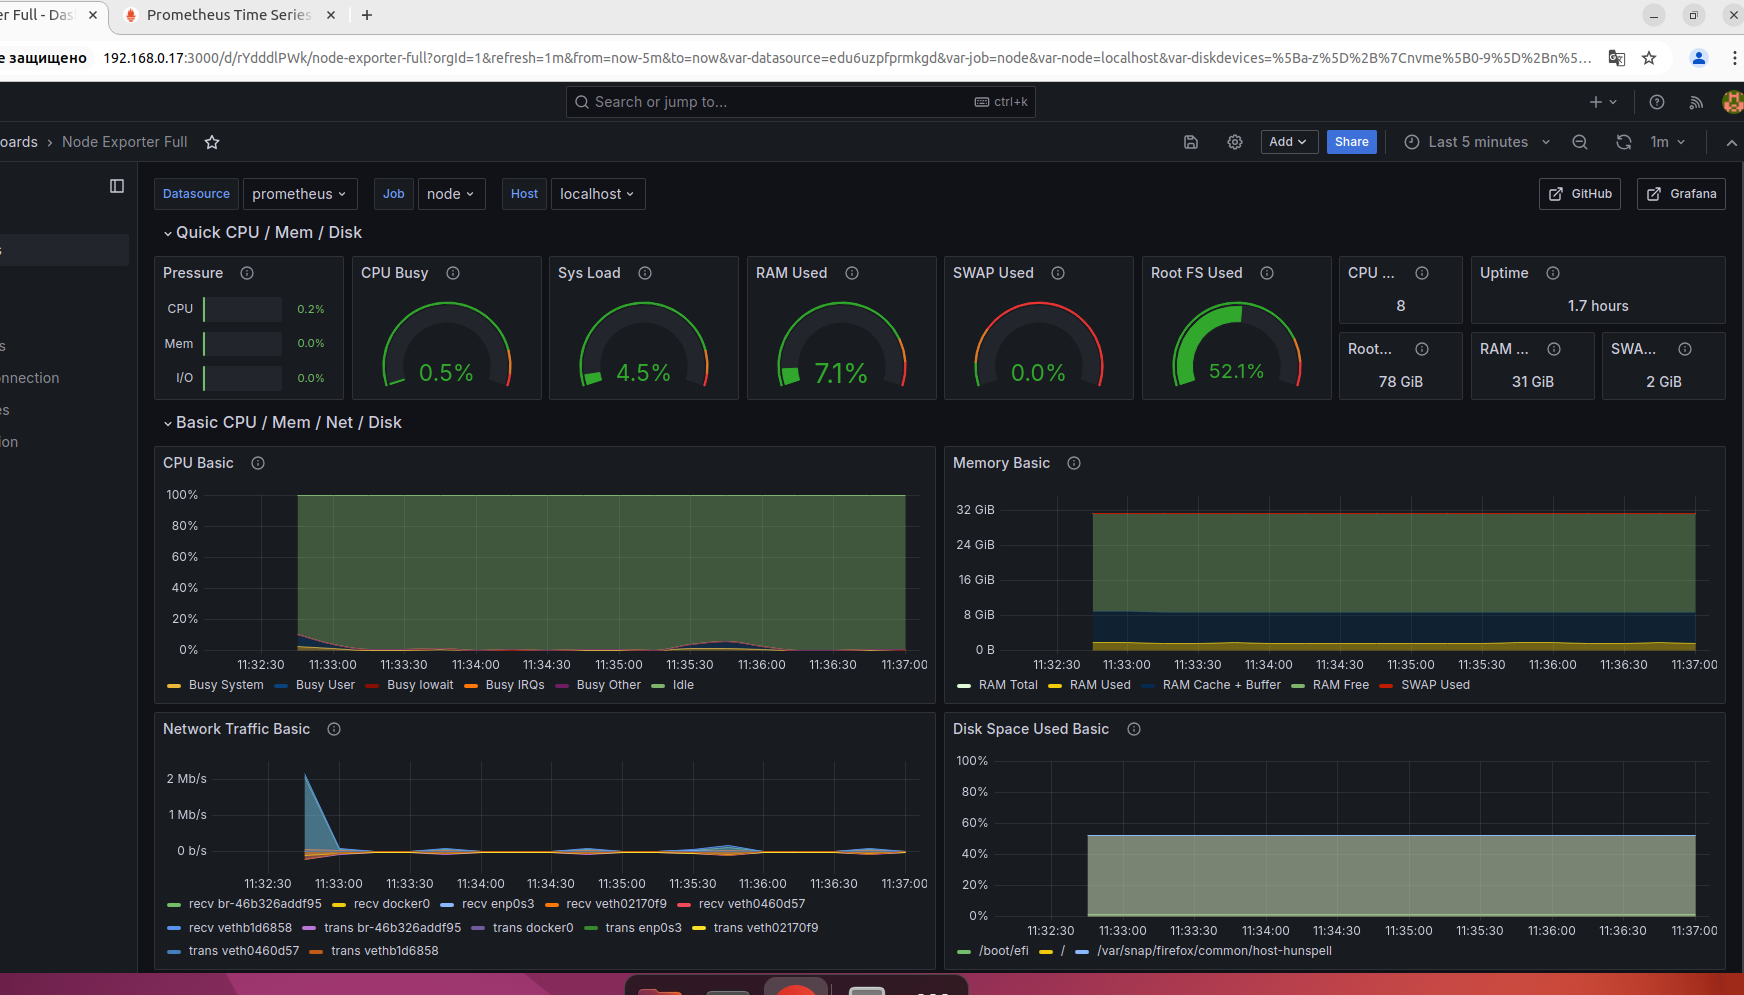 er Full - Das
Prometheus Time Series
е защищено
192.168.0.17:3000/d/rYdddlPWk/node-exporter-full?orgId=1&refresh=1m&from=now-5m&to=now&var-datasource=edu6uzpfprmkgd&var-job=node&var-node=localhost&var-diskdevices=%5Ba-z%5D%2B%7Cnvme%5B0-9%5D%2Bn%5...
Search or jump to...
ctrl+k
oards › Node Exporter Full
Add
Share
Last 5 minutes
1m
Datasource prometheus Job node Host localhost
GitHub
Grafana
s
s
onnection
es
ion
Quick CPU / Mem / Disk
Pressure
CPU 0.2%
Mem 0.0%
I/O 0.0%
CPU Busy
0.5%
Sys Load
4.5%
RAM Used
7.1%
SWAP Used
0.0%
Root FS Used
52.1%
CPU ...
8
Uptime
1.7 hours
Root...
78 GiB
RAM ...
31 GiB
SWA...
2 GiB
Basic CPU / Mem / Net / Disk
CPU Basic
100%
80%
60%
40%
20%
0%
11:32:30 11:33:00 11:33:30 11:34:00 11:34:30 11:35:00 11:35:30 11:36:00 11:36:30 11:37:00
Busy System Busy User Busy Iowait Busy IRQs Busy Other Idle
Memory Basic
32 GiB
24 GiB
16 GiB
8 GiB
0 B
11:32:30 11:33:00 11:33:30 11:34:00 11:34:30 11:35:00 11:35:30 11:36:00 11:36:30 11:37:00
RAM Total RAM Used RAM Cache + Buffer RAM Free SWAP Used
Network Traffic Basic
2 Mb/s
1 Mb/s
0 b/s
11:32:30 11:33:00 11:33:30 11:34:00 11:34:30 11:35:00 11:35:30 11:36:00 11:36:30 11:37:00
recv br-46b326addf95 recv docker0 recv enp0s3 recv veth02170f9 recv veth0460d57
recv vethb1d6858 trans br-46b326addf95 trans docker0 trans enp0s3 trans veth02170f9
trans veth0460d57 trans vethb1d6858
Disk Space Used Basic
100%
80%
60%
40%
20%
0%
11:32:30 11:33:00 11:33:30 11:34:00 11:34:30 11:35:00 11:35:30 11:36:00 11:36:30 11:37:00
/boot/efi / /var/snap/firefox/common/host-hunspell